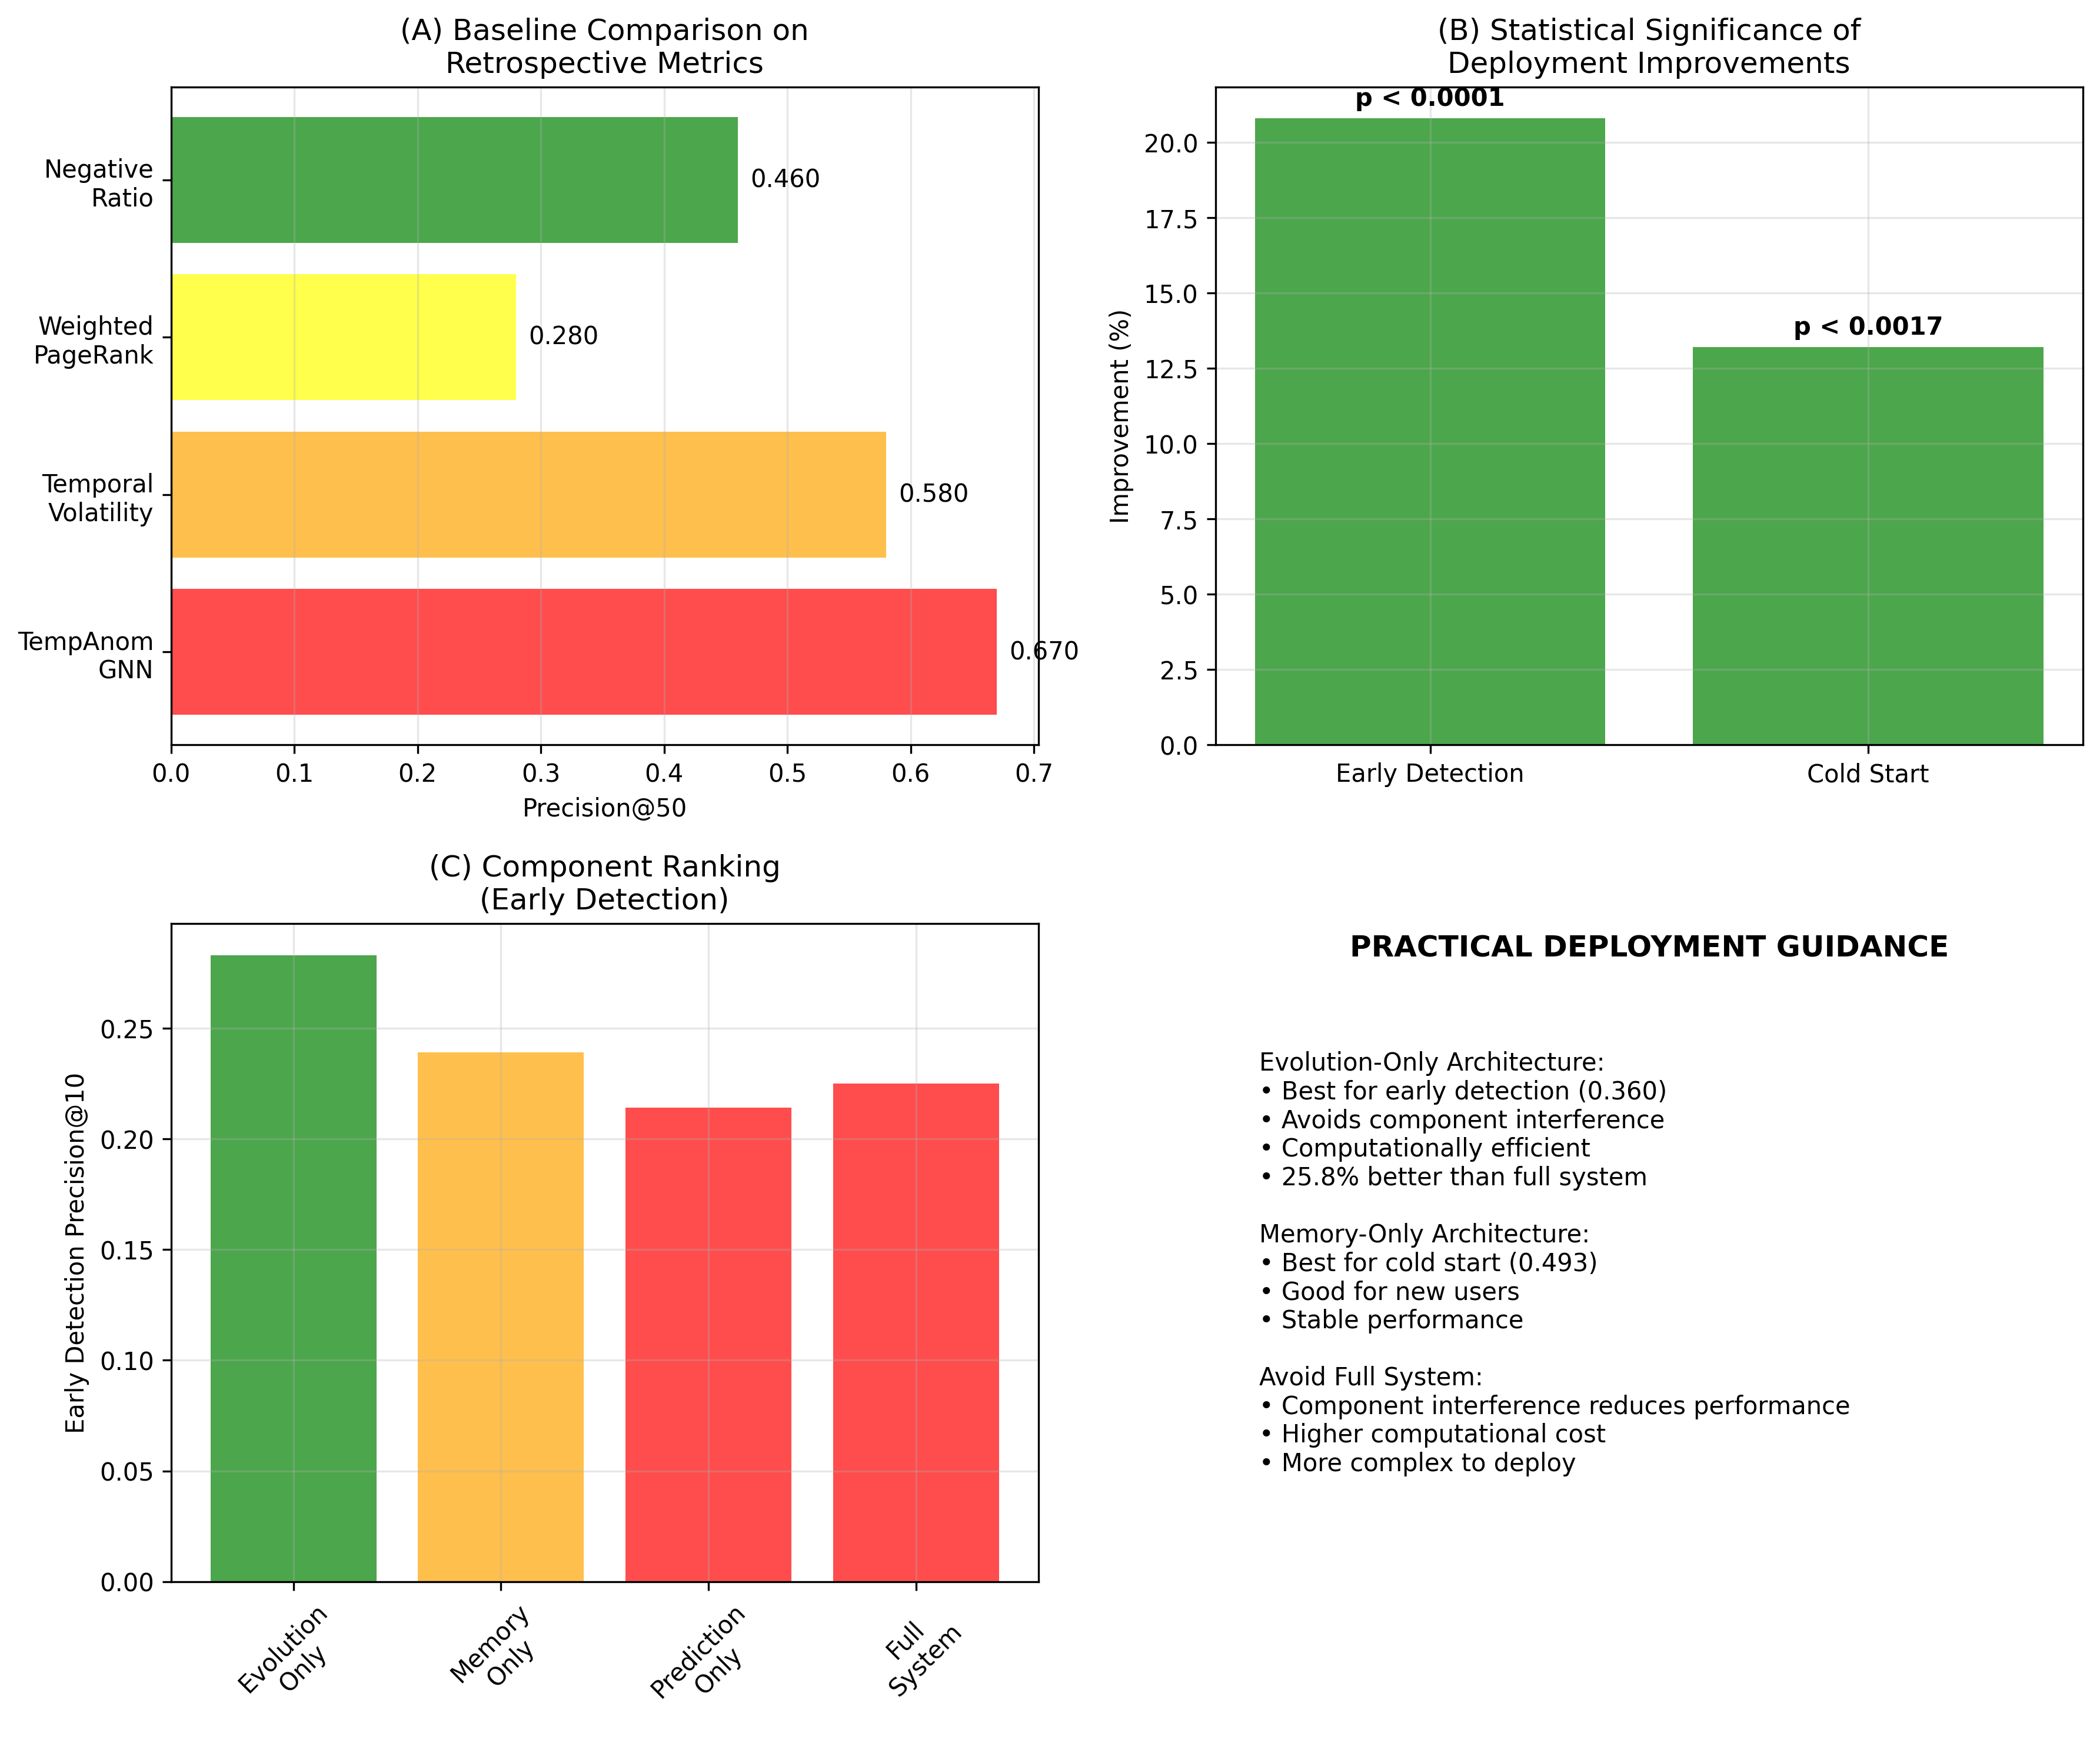 (A) Baseline Comparison on
Retrospective Metrics
Negative
Ratio
0.460
Weighted
PageRank
0.280
Temporal
Volatility
0.580
TempAnom
GNN
0.670
0.0 0.1 0.2 0.3 0.4 0.5 0.6 0.7
Precision@50
(B) Statistical Significance of
Deployment Improvements
Improvement (%)
20.0
17.5
15.0
12.5
10.0
7.5
5.0
2.5
0.0
p < 0.0001
p < 0.0017
Early Detection Cold Start
(C) Component Ranking
(Early Detection)
Early Detection Precision@10
0.25
0.20
0.15
0.10
0.05
0.00
Evolution
Only
Memory
Only
Prediction
Only
Full
System
PRACTICAL DEPLOYMENT GUIDANCE
Evolution-Only Architecture:
• Best for early detection (0.360)
• Avoids component interference
• Computationally efficient
• 25.8% better than full system
Memory-Only Architecture:
• Best for cold start (0.493)
• Good for new users
• Stable performance
Avoid Full System:
• Component interference reduces performance
• Higher computational cost
• More complex to deploy